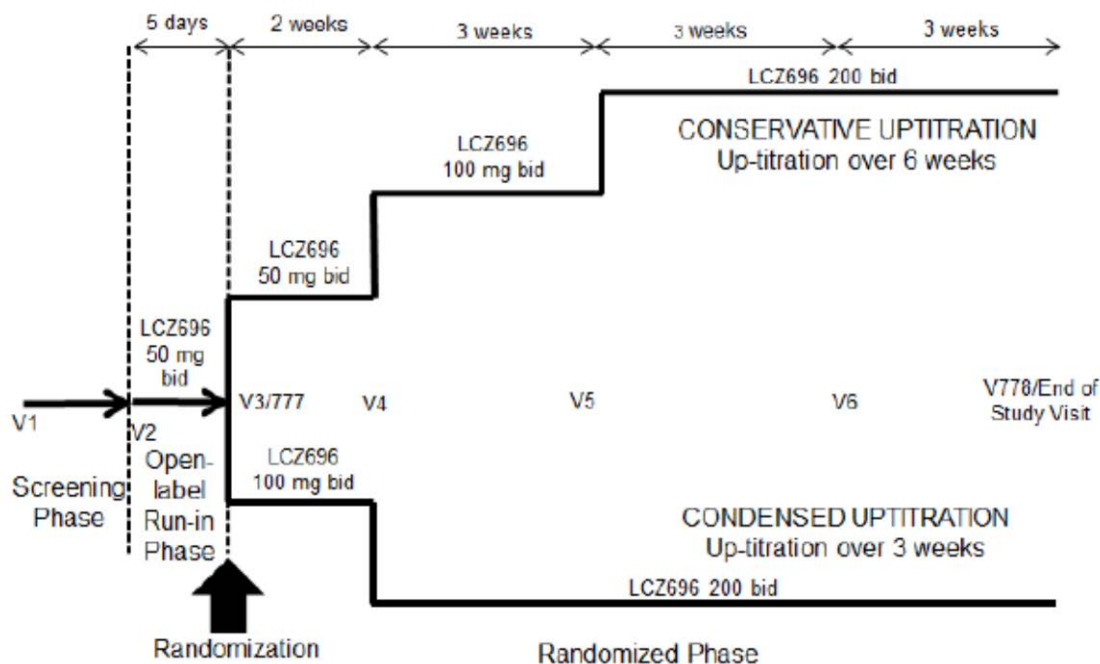 5 days
2 weeks
3 weeks
3 weeks
3 weeks
LCZ696 200 bid
CONSERVATIVE UPTITRATION
Up-titration over 6 weeks
LCZ696
100 mg bid
LCZ696
50 mg bid
LCZ696
50 mg
bid
V1
V2
V3/777
V4
V5
V6
V778/End of
Study Visit
Screening
Phase
Open-
label
Run-in
Phase
LCZ696
100 mg bid
CONDENSED UPTITRATION
Up-titration over 3 weeks
LCZ696 200 bid
Randomization
Randomized Phase